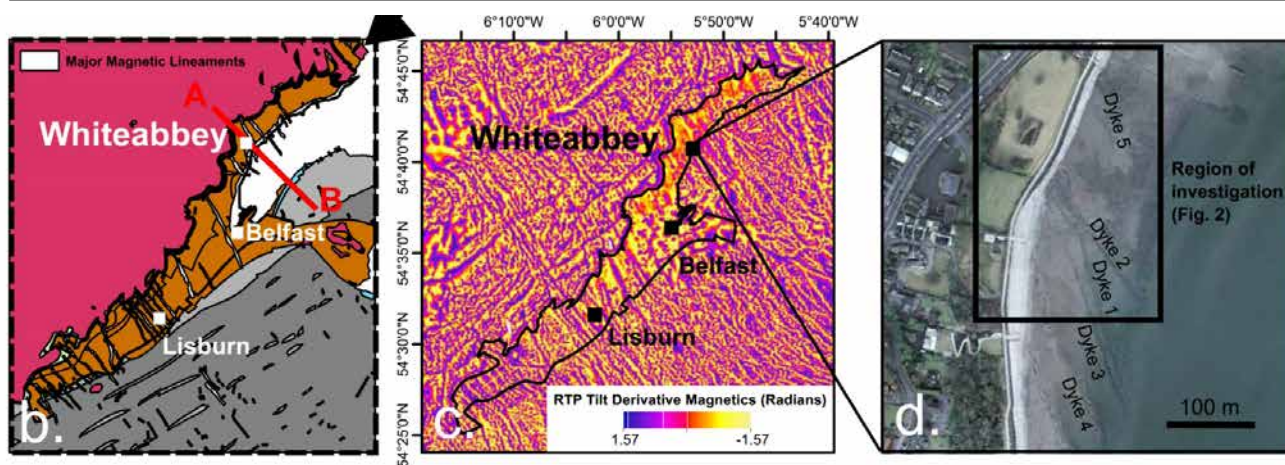 6°10'0"W 6°00'0"W 5°50'0"W 5°40'0"W
Major Magnetic Lineaments
A
Whiteabbey
B
Belfast
Lisburn
b.
54°45'0"N
54°40'0"N
54°35'0"N
54°30'0"N
54°25'0"N
Whiteabbey
Belfast
Lisburn
RTP Tilt Derivative Magnetics (Radians)
1.57 -1.57
c.
Dyke 5
Region of
investigation
(Fig. 2)
Dyke 2
Dyke 1
Dyke 3
Dyke 4
100 m
d.